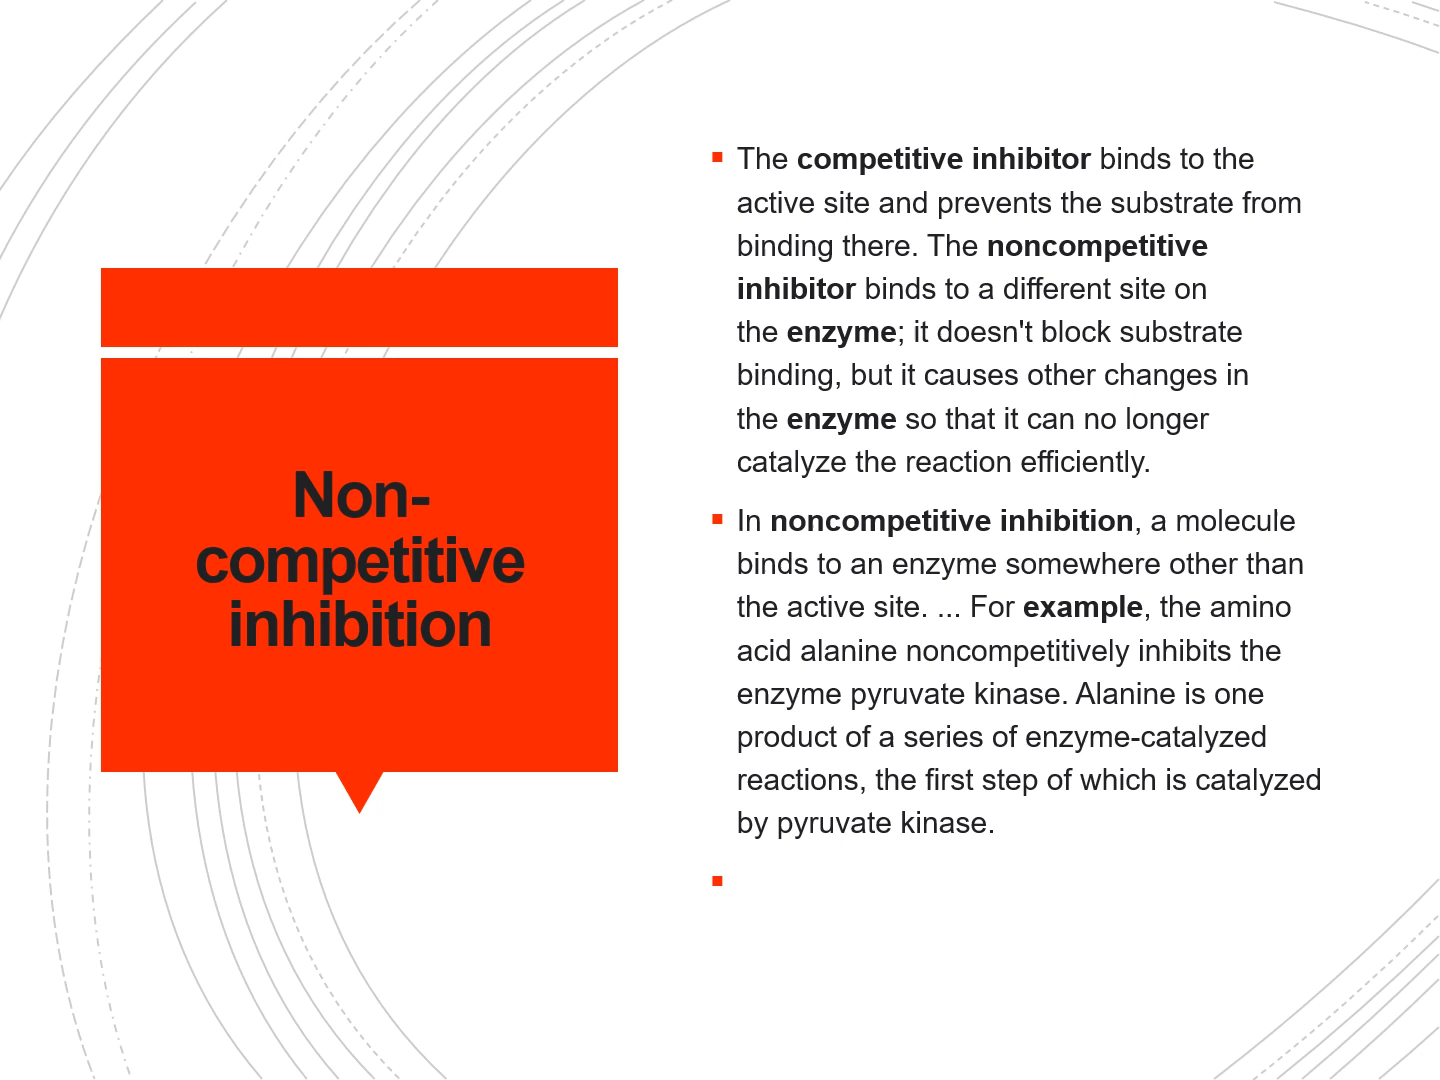 Non-
competitive
inhibition
The competitive inhibitor binds to the
active site and prevents the substrate from
binding there. The noncompetitive
inhibitor binds to a different site on
the enzyme; it doesn't block substrate
binding, but it causes other changes in
the enzyme so that it can no longer
catalyze the reaction efficiently.
In noncompetitive inhibition, a molecule
binds to an enzyme somewhere other than
the active site. ... For example, the amino
acid alanine noncompetitively inhibits the
enzyme pyruvate kinase. Alanine is one
product of a series of enzyme-catalyzed
reactions, the first step of which is catalyzed
by pyruvate kinase.